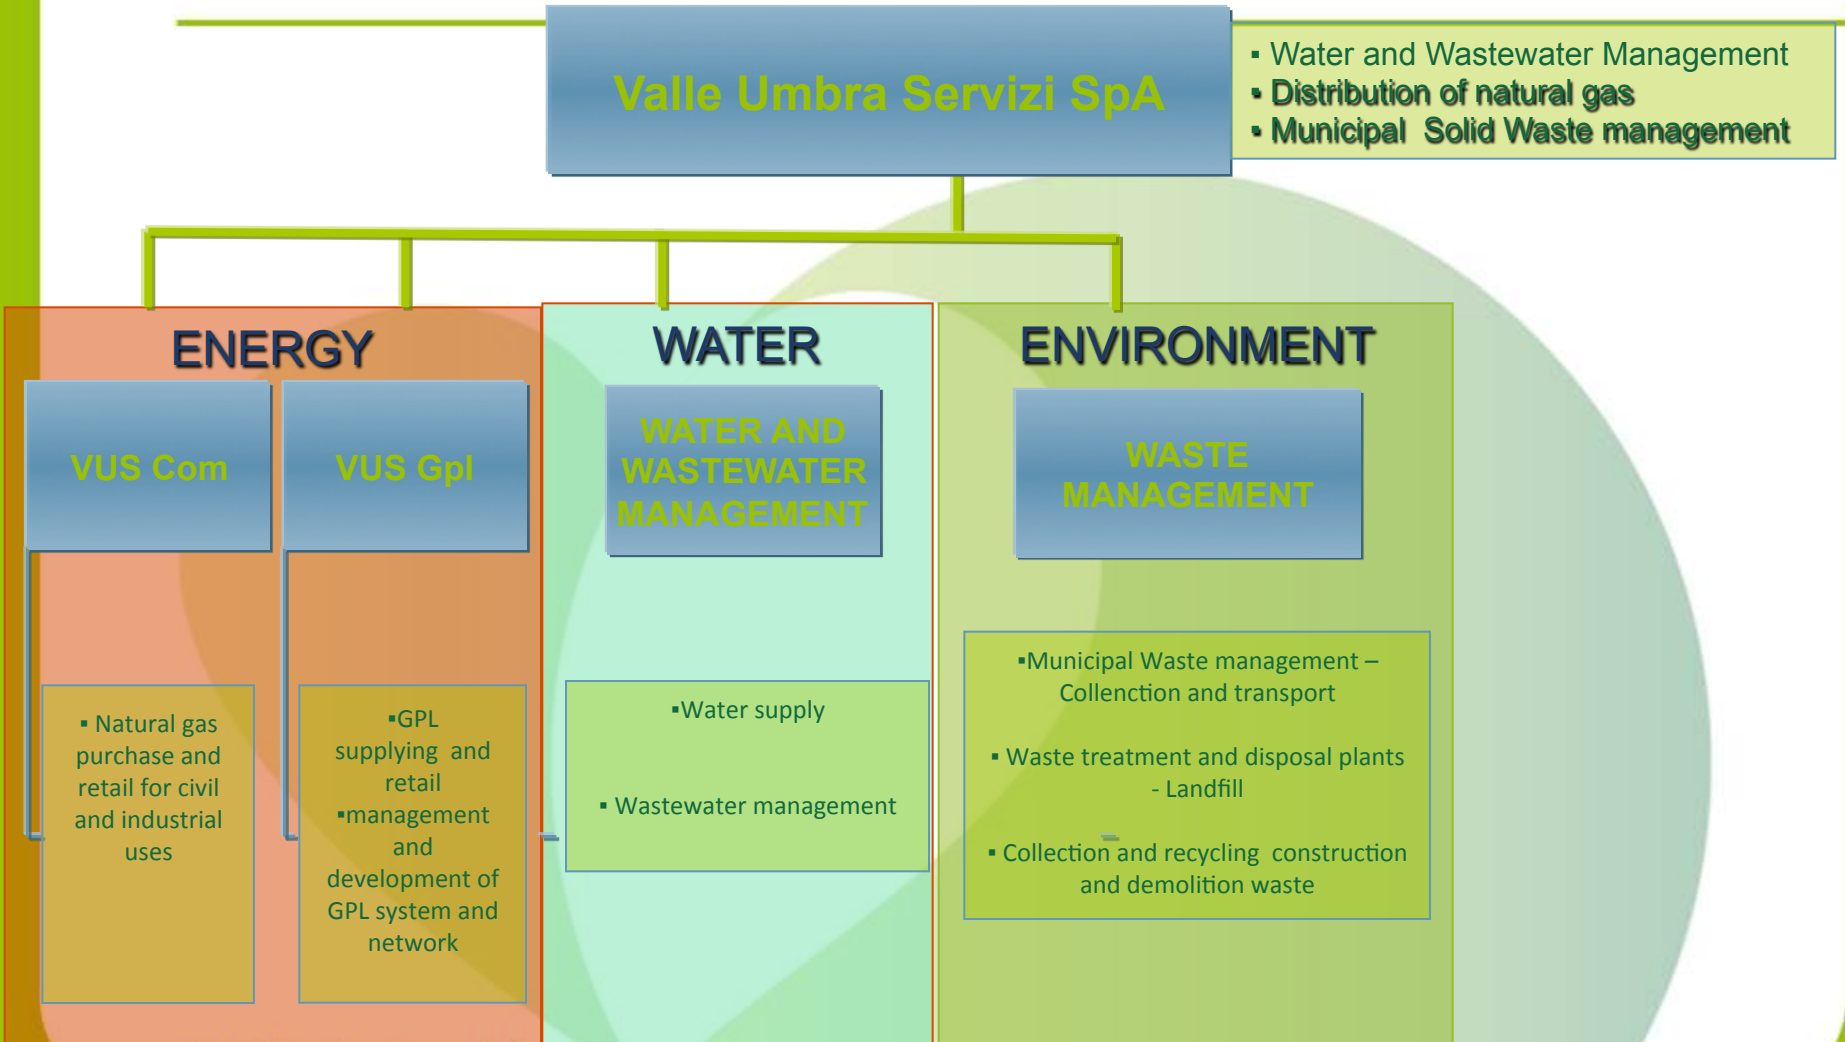 Valle Umbra Servizi SpA
▪ Water and Wastewater Management
▪ Distribution of natural gas
▪ Municipal Solid Waste management
ENERGY
VUS Com
VUS Gpl
▪ Natural gas
purchase and
retail for civil
and industrial
uses
▪GPL
supplying and
retail
▪management
and
development of
GPL system and
network
WATER
WATER AND
WASTEWATER
MANAGEMENT
▪Water supply
▪ Wastewater management
ENVIRONMENT
WASTE
MANAGEMENT
▪Municipal Waste management –
Collenction and transport
▪ Waste treatment and disposal plants
- Landfill
▪ Collection and recycling construction
and demolition waste